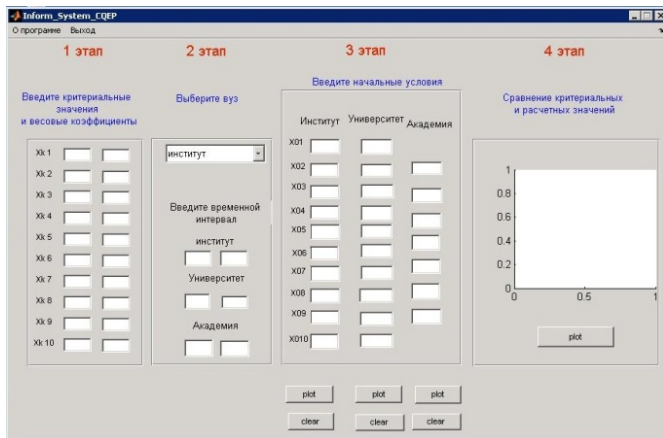 Inform_System_CQEP
О программе Выход
1 этап
2 этап
3 этап
4 этап
Введите критериальные
значения
и весовые коэффициенты
Xk 1
Xk 2
Xk 3
Xk 4
Xk 5
Xk 6
Xk 7
Xk 8
Xk 9
Xk 10
Выберите вуз
институт
Введите временной
интервал
институт
Университет
Академия
Введите начальные условия
Институт Университет Академия
X01
X02
X03
X04
X05
X06
X07
X08
X09
X010
plot plot plot
clear clear clear
Сравнение критериальных
и расчетных значений
1
0.8
0.6
0.4
0.2
0
0 0.5 1
plot